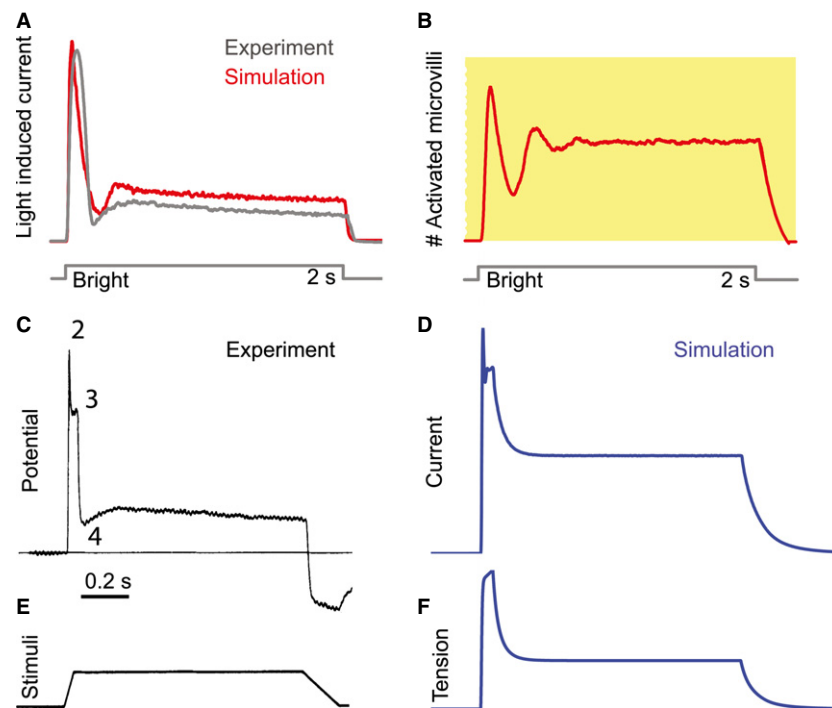 A
Light induced current
Experiment
Simulation
Bright
2 s
B
# Activated microvilli
Bright
2 s
C
Potential
2
3
4
Experiment
0.2 s
D
Current
Simulation
E
Stimuli
F
Tension